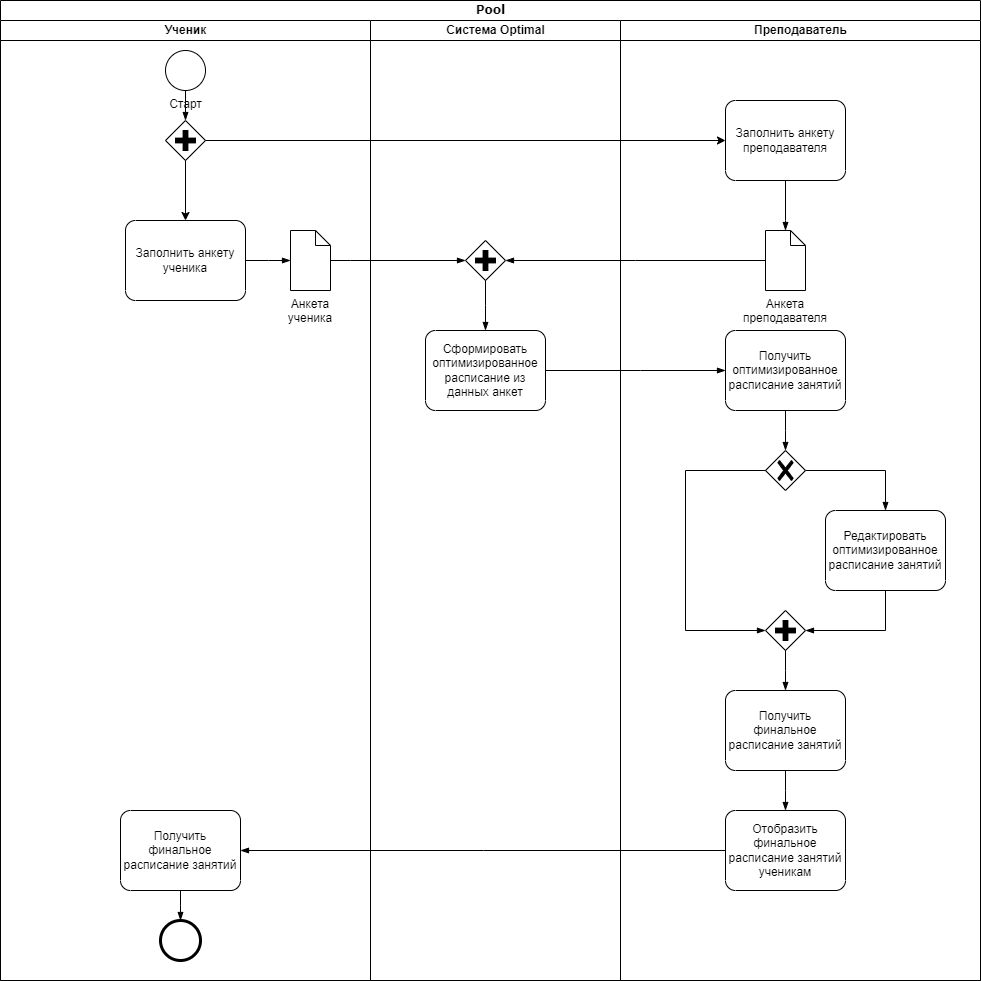 Pool
Ученик
Система Optimal
Преподаватель
Старт
Заполнить анкету
преподавателя
Заполнить анкету
ученика
Анкета
ученика
Анкета
преподавателя
Сформировать
оптимизированное
расписание из
данных анкет
Получить
оптимизированное
расписание занятий
Редактировать
оптимизированное
расписание занятий
Получить
финальное
расписание занятий
Получить
финальное
расписание занятий
Отобразить
финальное
расписание занятий
ученикам